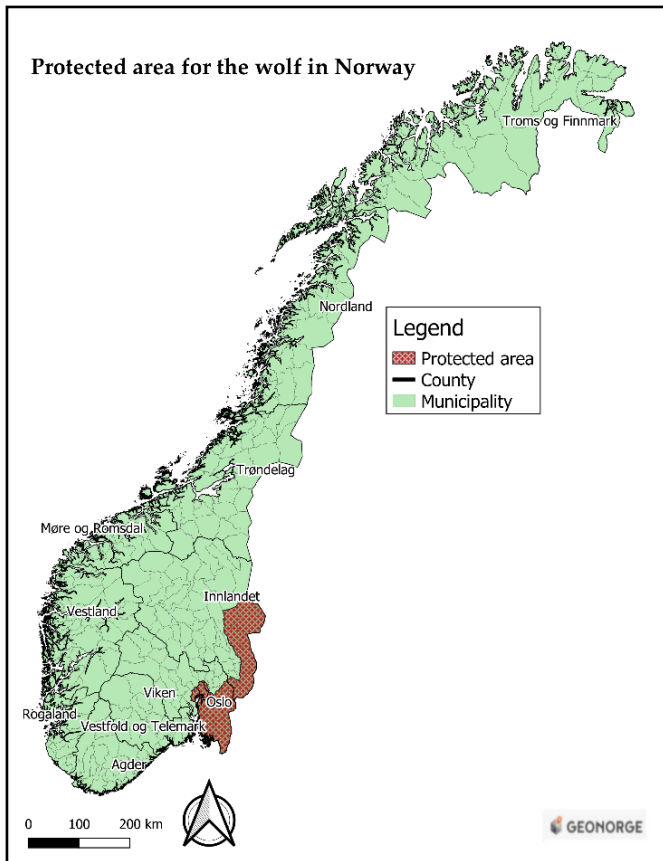 Protected area for the wolf in Norway
Troms og Finnmark
Nordland
Legend
Protected area
County
Municipality
Trøndelag
Møre og Romsdal
Innlandet
Vestland
Viken
Oslo
Rogaland
Vestfold og Telemark
Agder
0 100 200 km
GEONORGE